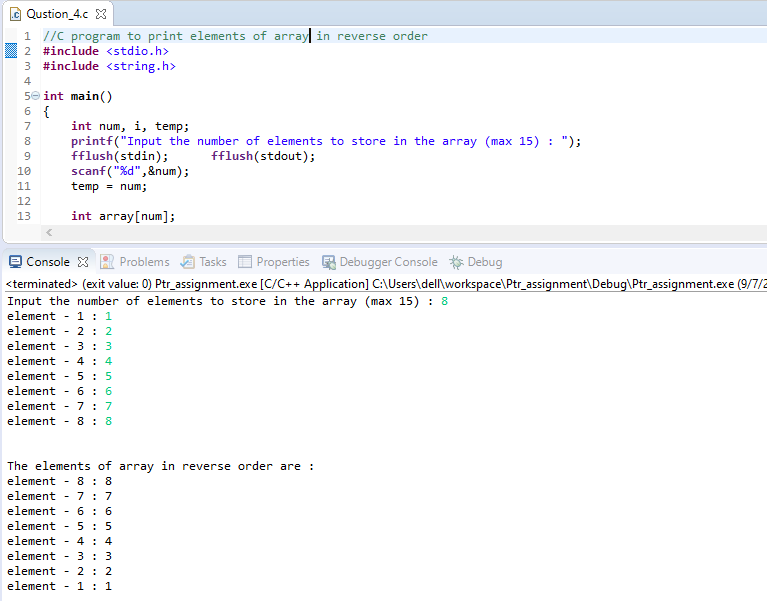 Qustion_4.c
1 //C program to print elements of array in reverse order
2 #include <stdio.h>
3 #include <string.h>
4
5 int main()
6 {
7 int num, i, temp;
8 printf("Input the number of elements to store in the array (max 15) : ");
9 fflush(stdin); fflush(stdout);
10 scanf("%d",&num);
11 temp = num;
12
13 int array[num];
Console Problems Tasks Properties Debugger Console Debug
<terminated> (exit value: 0) Ptr_assignment.exe [C/C++ Application] C:\Users\dell\workspace\Ptr_assignment\Debug\Ptr_assignment.exe (9/7/2
Input the number of elements to store in the array (max 15) : 8
element - 1 : 1
element - 2 : 2
element - 3 : 3
element - 4 : 4
element - 5 : 5
element - 6 : 6
element - 7 : 7
element - 8 : 8
The elements of array in reverse order are :
element - 8 : 8
element - 7 : 7
element - 6 : 6
element - 5 : 5
element - 4 : 4
element - 3 : 3
element - 2 : 2
element - 1 : 1